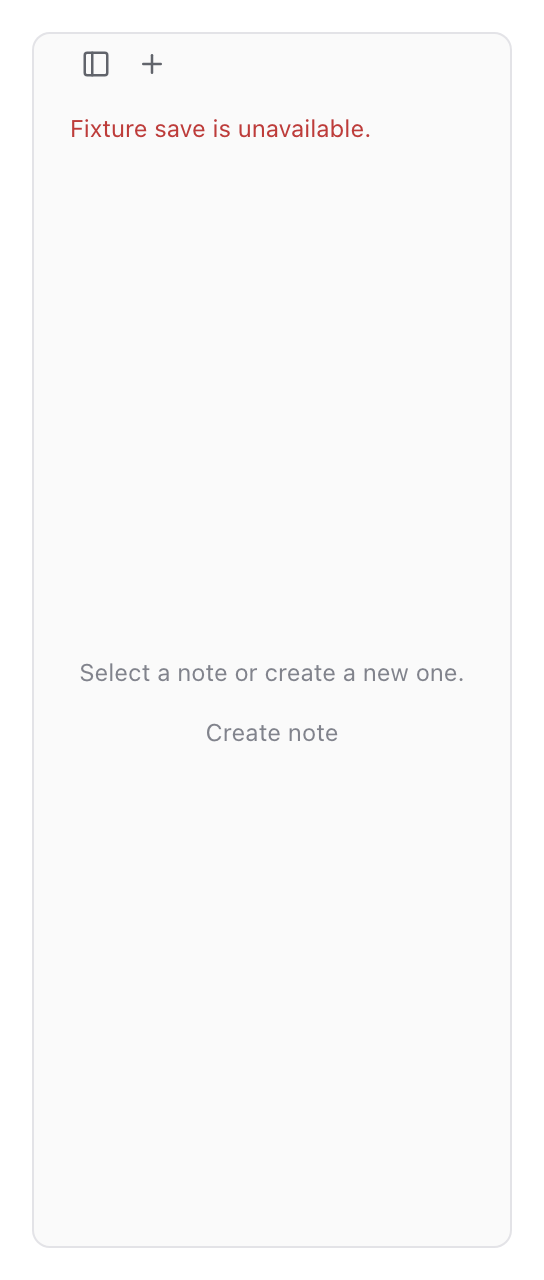 Fixture save is unavailable.
Select a note or create a new one.
Create note